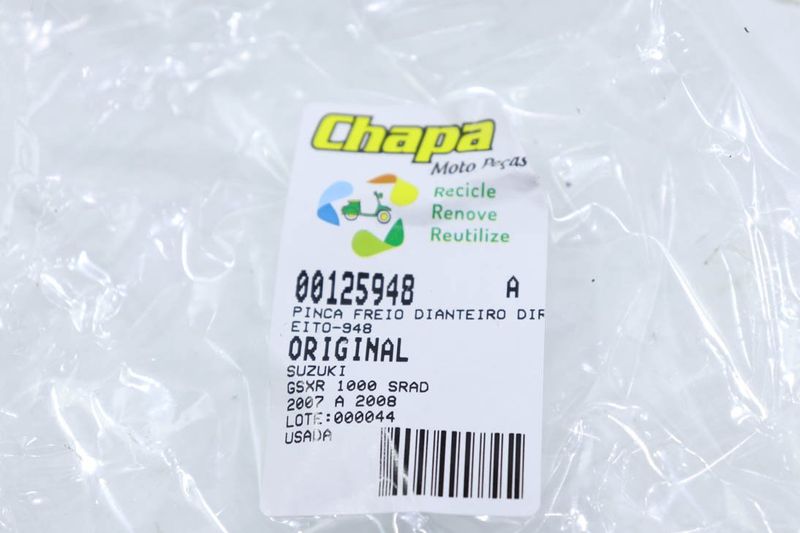 Chapa
Moto Peças
Recicle
Renove
Reutilize
00125948 A
PINCA FREIO DIANTEIRO DIR
EITO-948
ORIGINAL
SUZUKI
GSXR 1000 SRAD
2007 A 2008
LOTE:000044
USADA